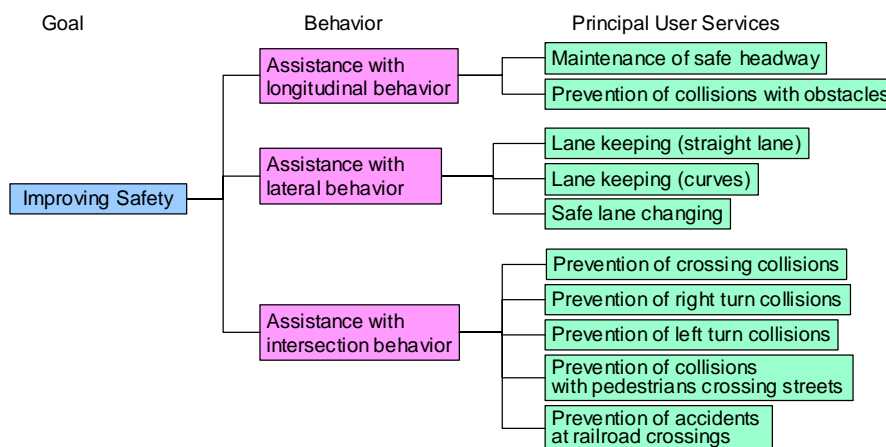 Goal
Behavior
Principal User Services
Improving Safety
Assistance with
longitudinal behavior
Maintenance of safe headway
Prevention of collisions with obstacles
Assistance with
lateral behavior
Lane keeping (straight lane)
Lane keeping (curves)
Safe lane changing
Assistance with
intersection behavior
Prevention of crossing collisions
Prevention of right turn collisions
Prevention of left turn collisions
Prevention of collisions
with pedestrians crossing streets
Prevention of accidents
at railroad crossings